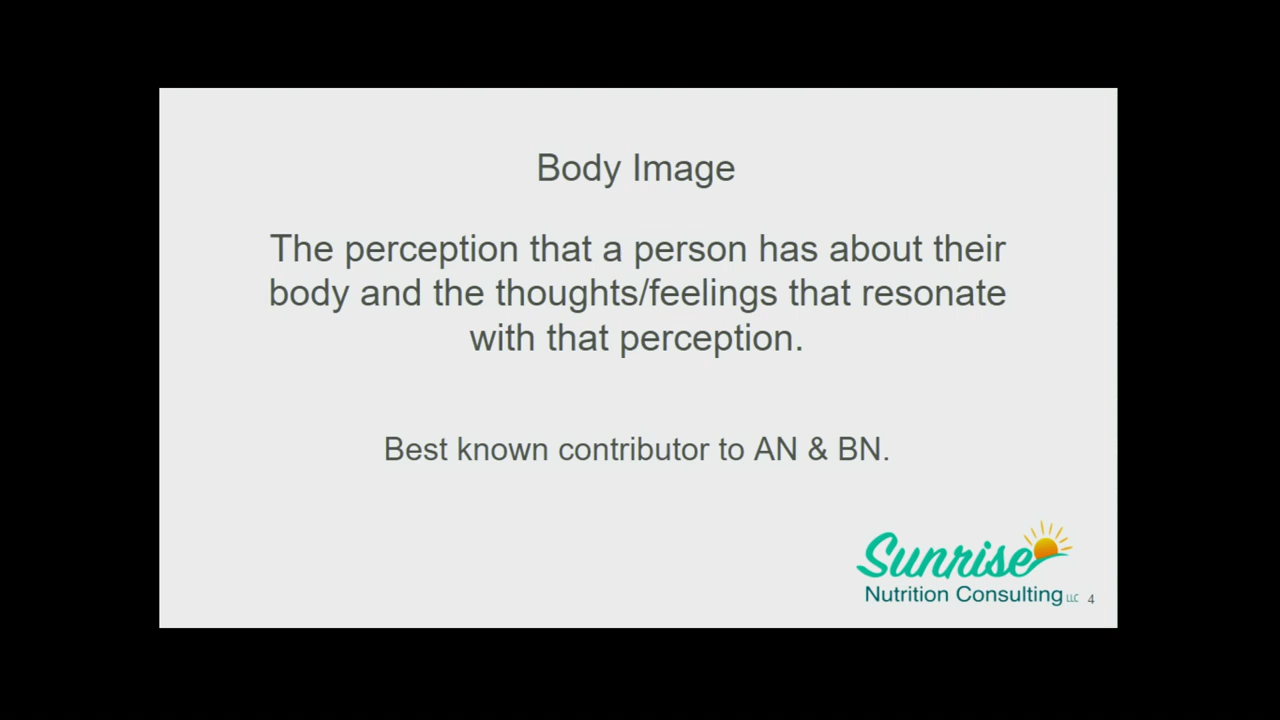 Body Image
The perception that a person has about their
body and the thoughts/feelings that resonate
with that perception.
Best known contributor to AN & BN.
Sunrise
Nutrition Consulting LLC 4